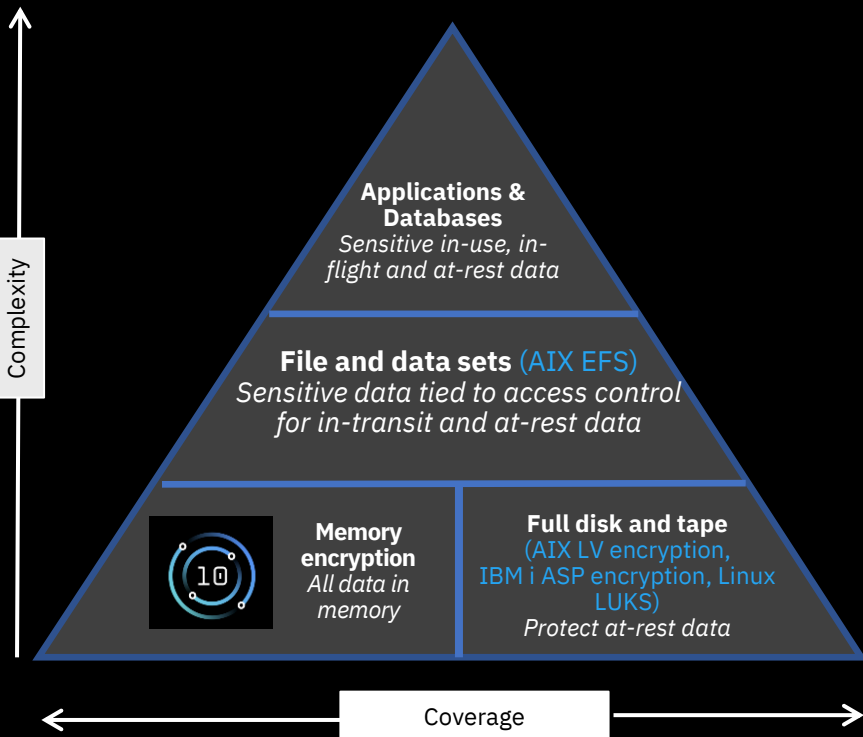 Complexity
Applications &
Databases
Sensitive in-use, in-
flight and at-rest data
File and data sets (AIX EFS)
Sensitive data tied to access control
for in-transit and at-rest data
10
Memory
encryption
All data in
memory
Full disk and tape
(AIX LV encryption,
IBM i ASP encryption, Linux
LUKS)
Protect at-rest data
Coverage